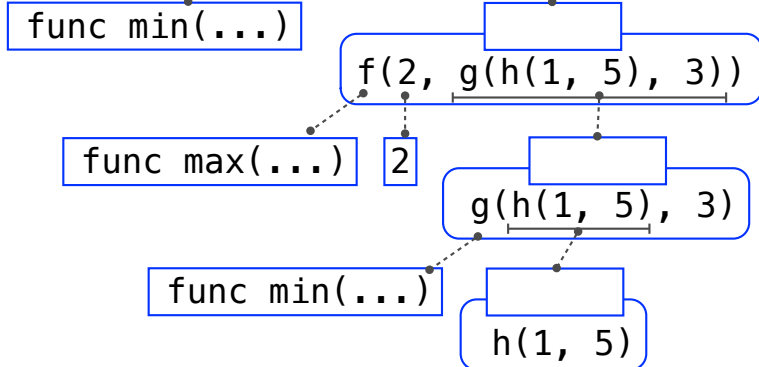 func min(...)
f(2, g(h(1, 5), 3))
func max(...)
2
g(h(1, 5), 3)
func min(...)
h(1, 5)